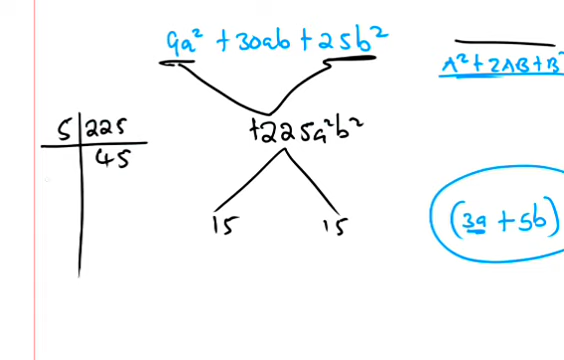 9a² + 30ab + 25b²
A² + 2AB + B²
5 | 225
45
+225a²b²
15 15
(3a + 5b)